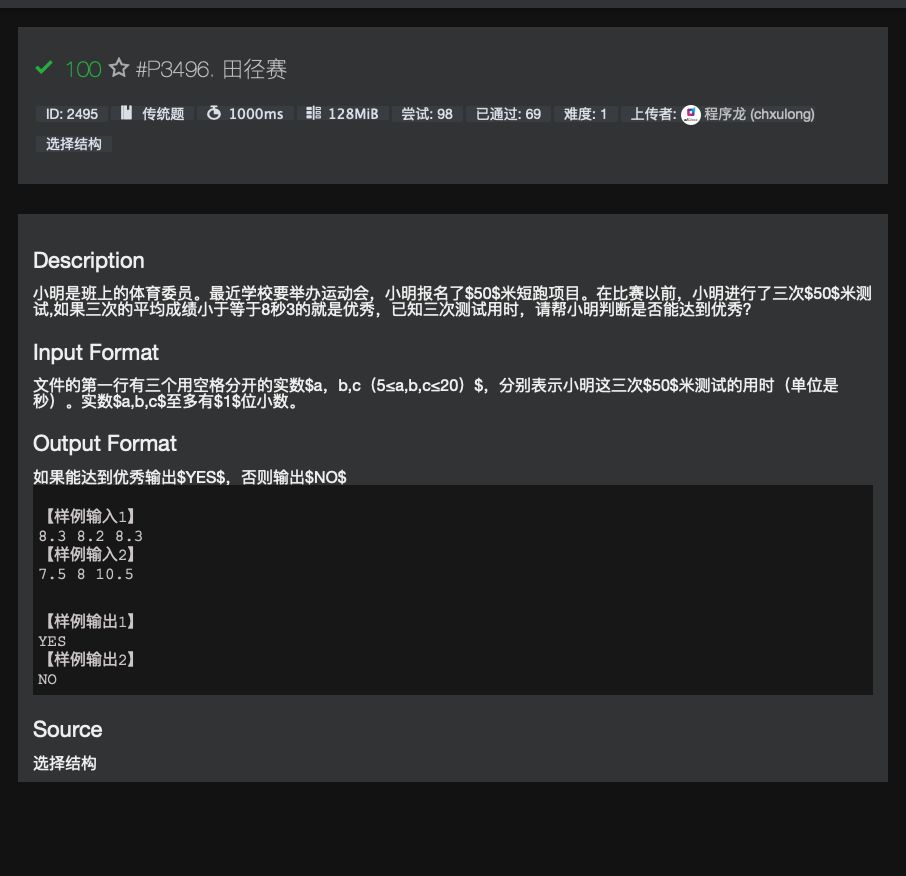 100 #P3496. 田径赛
ID: 2495 传统题 1000ms 128MiB 尝试: 98 已通过: 69 难度: 1 上传者: 程序龙 (chxulong)
选择结构
Description
小明是班上的体育委员。最近学校要举办运动会，小明报名了$50$米短跑项目。在比赛以前，小明进行了三次$50$米测
试,如果三次的平均成绩小于等于8秒3的就是优秀，已知三次测试用时，请帮小明判断是否能达到优秀？
Input Format
文件的第一行有三个用空格分开的实数$a，b,c（5≤a,b,c≤20）$，分别表示小明这三次$50$米测试的用时（单位是
秒）。实数$a,b,c$至多有$1$位小数。
Output Format
如果能达到优秀输出$YES$，否则输出$NO$
【样例输入1】
8.3 8.2 8.3
【样例输入2】
7.5 8 10.5
【样例输出1】
YES
【样例输出2】
NO
Source
选择结构